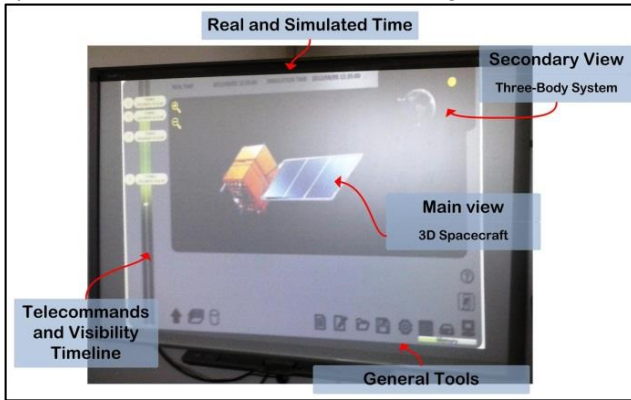 Real and Simulated Time
Secondary View
Three-Body System
Main view
3D Spacecraft
Telecommands
and Visibility
Timeline
General Tools